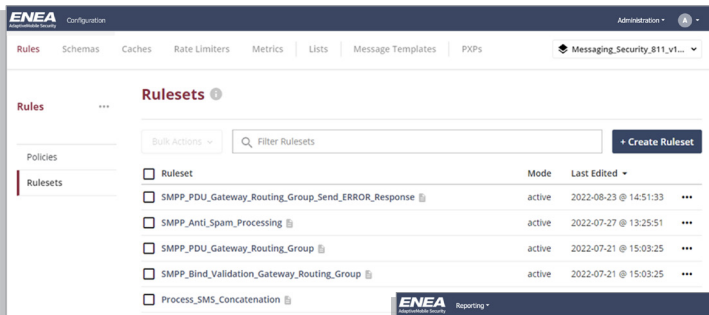 ENEA
AdaptiveMobile Security
Configuration
Administration
A
Rules Schemas Caches Rate Limiters Metrics Lists Message Templates PXPs
Messaging_Security_811_v1...
Rules ...
Policies
Rulesets
Rulesets i
Bulk Actions
Filter Rulesets
+ Create Ruleset
Ruleset Mode Last Edited
SMPP_PDU_Gateway_Routing_Group_Send_ERROR_Response active 2022-08-23 @ 14:51:33 ...
SMPP_Anti_Spam_Processing active 2022-07-27 @ 13:25:51 ...
SMPP_PDU_Gateway_Routing_Group active 2022-07-21 @ 15:03:25 ...
SMPP_Bind_Validation_Gateway_Routing_Group active 2022-07-21 @ 15:03:25 ...
Process_SMS_Concatenation
ENEA
AdaptiveMobile Security
Reporting